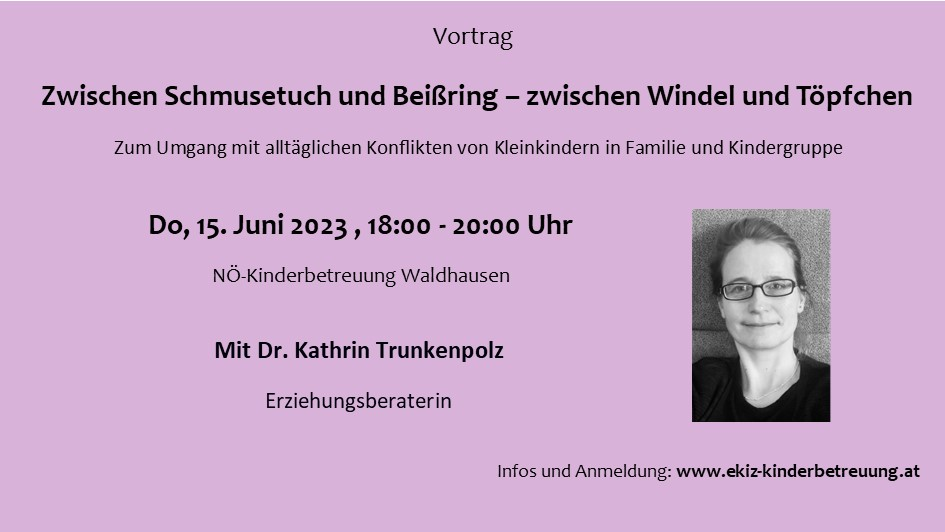 Vortrag
Zwischen Schmusetuch und Beißring – zwischen Windel und Töpfchen
Zum Umgang mit alltäglichen Konflikten von Kleinkindern in Familie und Kindergruppe
Do, 15. Juni 2023 , 18:00 - 20:00 Uhr
NÖ-Kinderbetreuung Waldhausen
Mit Dr. Kathrin Trunkenpolz
Erziehungsberaterin
Infos und Anmeldung: www.ekiz-kinderbetreuung.at